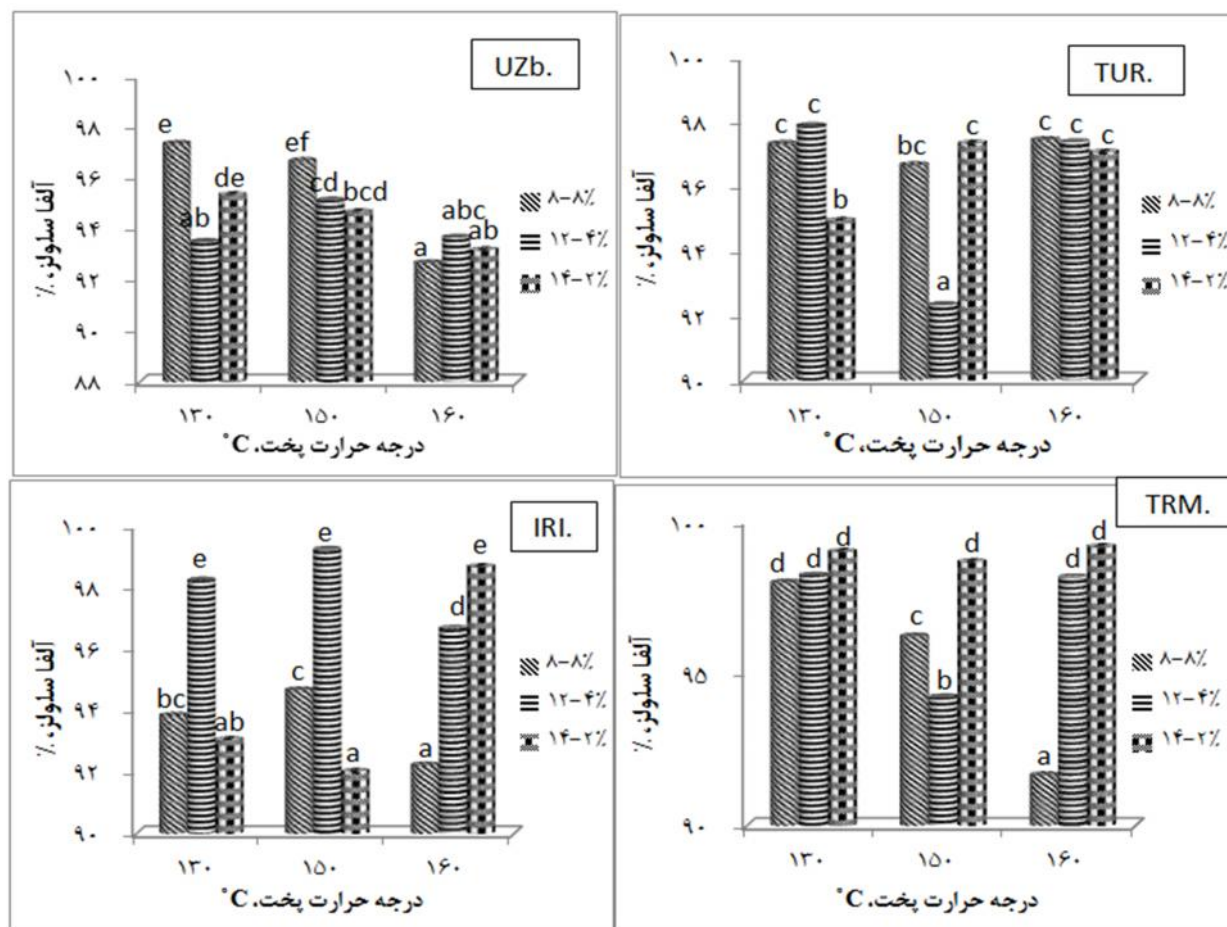 UZb.
۱۰۰
۹۸
۹۶
۹۴
۹۲
۹۰
۸۸
آلفا سلولز، %
e
ab
de
ef
cd
bcd
a
abc
ab
۱۳۰ ۱۵۰ ۱۶۰
درجه حرارت پخت، °C
۸-۸%
۱۲-۴%
۱۴-۲%
TUR.
۱۰۰
۹۸
۹۶
۹۴
۹۲
۹۰
آلفا سلولز، %
c
c
b
bc
a
c
c
c
c
۱۳۰ ۱۵۰ ۱۶۰
درجه حرارت پخت، °C
۸-۸%
۱۲-۴%
۱۴-۲%
IRI.
۱۰۰
۹۸
۹۶
۹۴
۹۲
۹۰
آلفا سلولز، %
bc
e
ab
c
e
a
a
d
e
۱۳۰ ۱۵۰ ۱۶۰
درجه حرارت پخت، °C
۸-۸%
۱۲-۴%
۱۴-۲%
TRM.
۱۰۰
۹۵
۹۰
آلفا سلولز، %
d
d
d
c
b
d
a
d
d
۱۳۰ ۱۵۰ ۱۶۰
درجه حرارت پخت، °C
۸-۸%
۱۲-۴%
۱۴-۲%